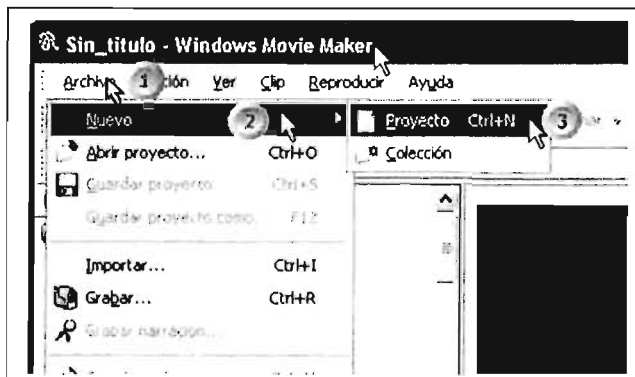 Sin_titulo - Windows Movie Maker
Archivo 1 ción Ver Clip Reproducir Ayuda
Nuevo 2 Proyecto Ctrl+N 3
Abrir proyecto... Ctrl+O Colección
Guardar proyecto Ctrl+S
Guardar proyecto como. F12
Importar... Ctrl+I
Grabar... Ctrl+R
Grabar narración...